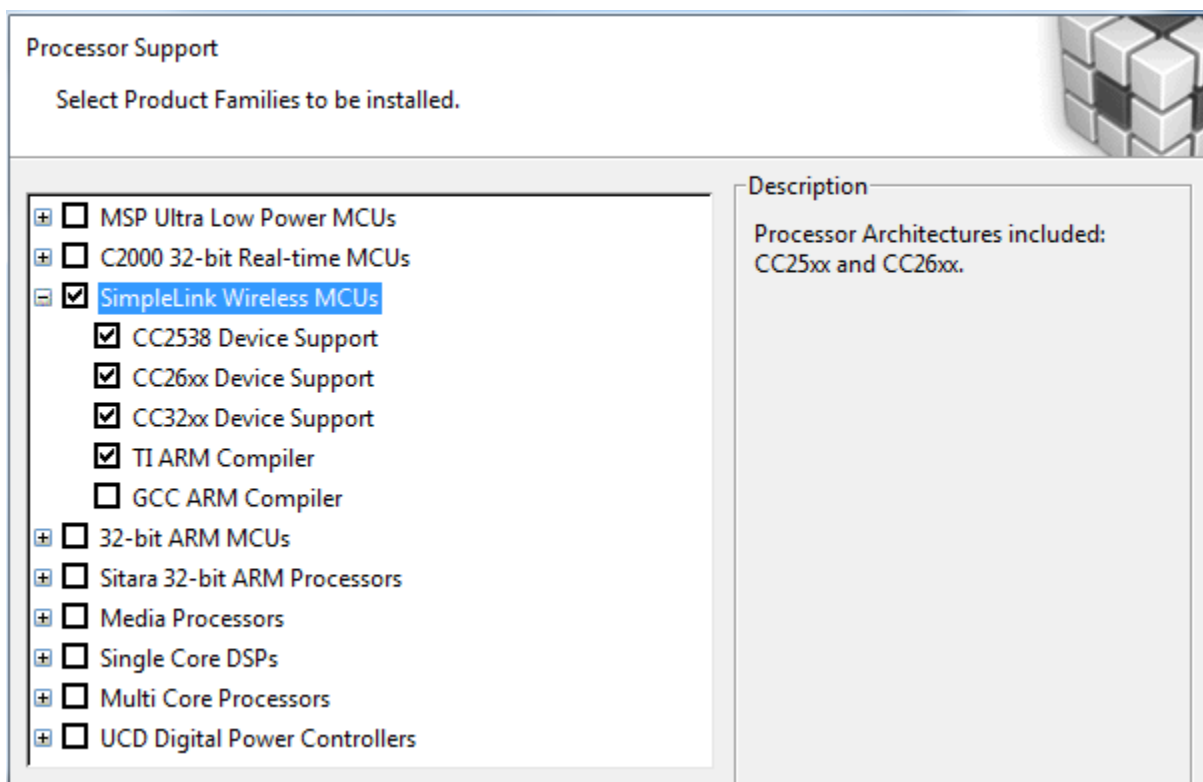 Processor Support
Select Product Families to be installed.
MSP Ultra Low Power MCUs
C2000 32-bit Real-time MCUs
SimpleLink Wireless MCUs
CC2538 Device Support
CC26xx Device Support
CC32xx Device Support
TI ARM Compiler
GCC ARM Compiler
32-bit ARM MCUs
Sitara 32-bit ARM Processors
Media Processors
Single Core DSPs
Multi Core Processors
UCD Digital Power Controllers
Description
Processor Architectures included:
CC25xx and CC26xx.